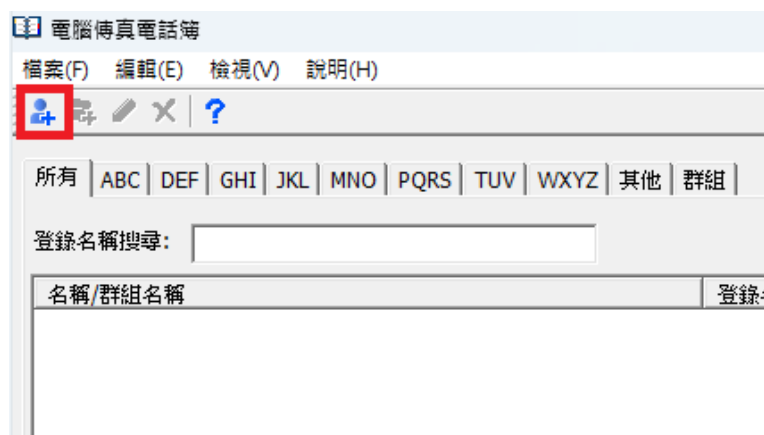 電腦傳真電話簿
檔案(F) 編輯(E) 檢視(V) 說明(H)
?
所有 ABC DEF GHI JKL MNO PQRS TUV WXYZ 其他 群組
登錄名稱搜尋:
名稱/群組名稱 登錄